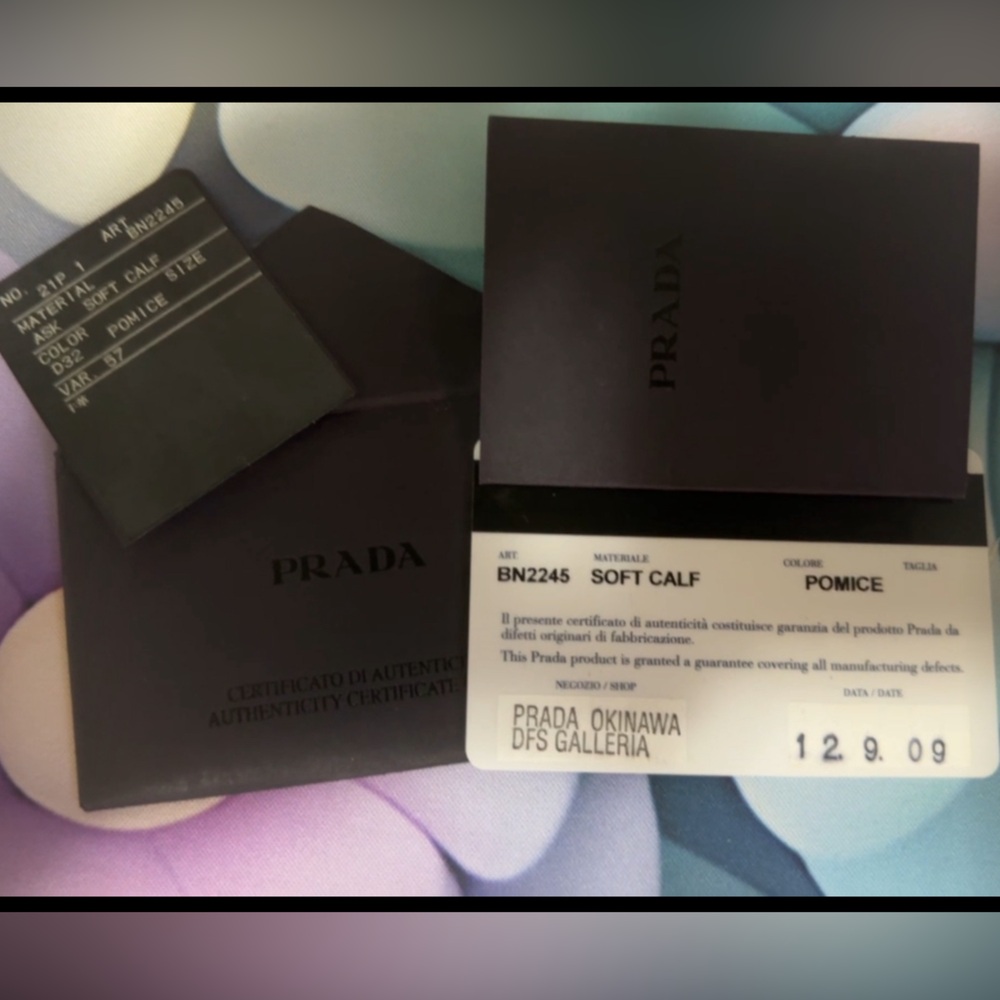 NO. 21P 1 ART BN2245
MATERIAL
ASK SOFT CALF
COLOR SIZE
D32 POMICE
VAR. 57
1*
PRADA
CERTIFICATO DI AUTENTICI
AUTHENTICITY CERTIFICATE
PRADA
ART MATERIALE COLORE TAGLIA
BN2245 SOFT CALF POMICE
Il presente certificato di autenticità costituisce garanzia del prodotto Prada da
difetti originari di fabbricazione.
This Prada product is granted a guarantee covering all manufacturing defects.
NEGOZIO / SHOP DATA / DATE
PRADA OKINAWA
DFS GALLERIA
12. 9. 09